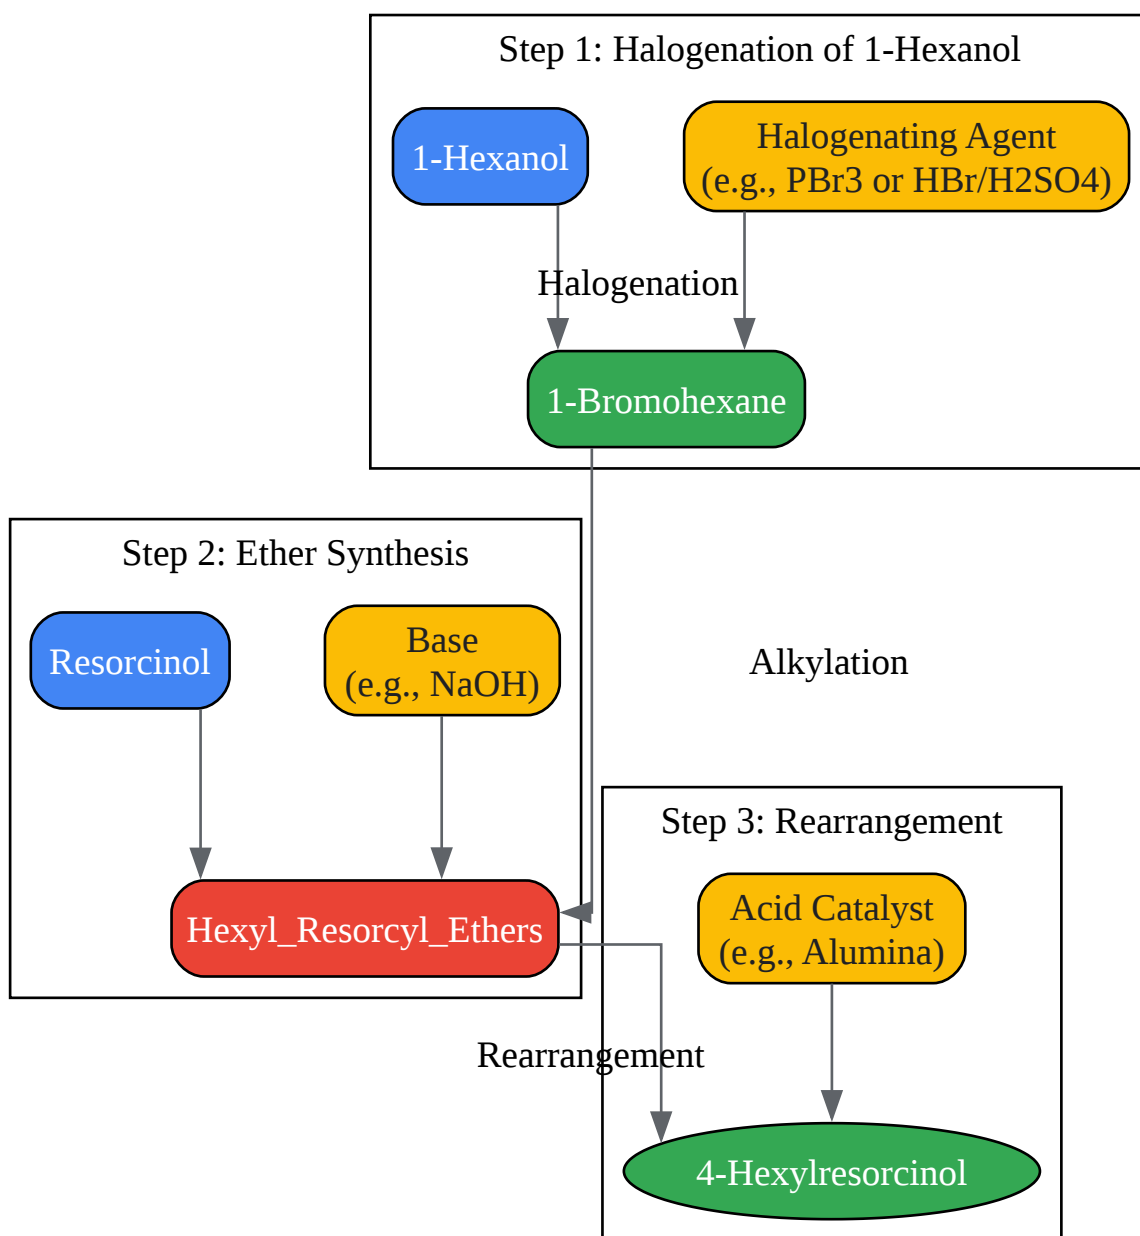 Step 1: Halogenation of 1-Hexanol
1-Hexanol
Halogenating Agent
(e.g., PBr3 or HBr/H2SO4)
Halogenation
1-Bromohexane
Step 2: Ether Synthesis
Resorcinol
Base
(e.g., NaOH)
Alkylation
Hexyl_Resorcyl_Ethers
Step 3: Rearrangement
Acid Catalyst
(e.g., Alumina)
Rearrangement
4-Hexylresorcinol